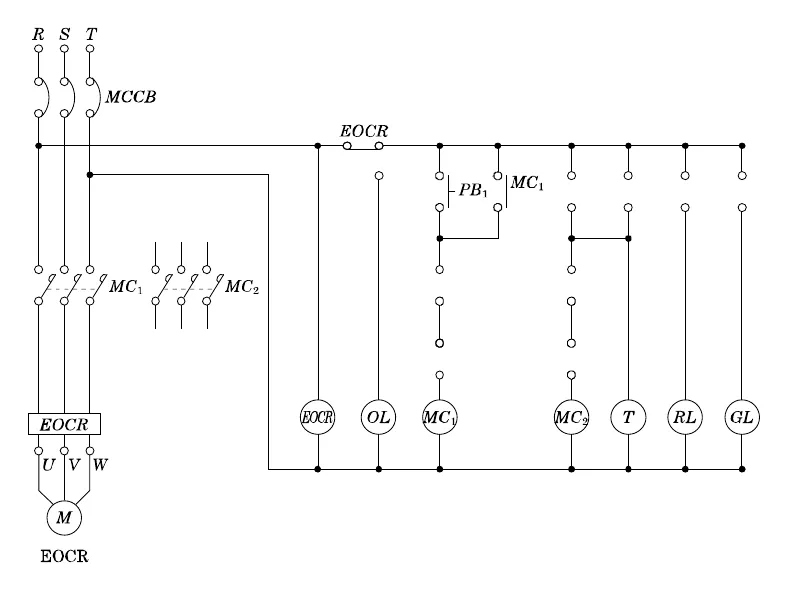 R S T
MCCB
EOCR
PB1 MC1
MC1 MC2
EOCR OL MC1 MC2 T RL GL
EOCR
U V W
M
EOCR